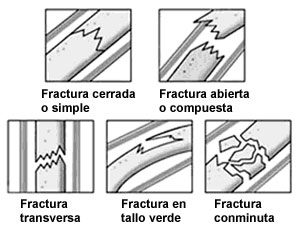 Fractura cerrada
o simple
Fractura abierta
o compuesta
Fractura
transversa
Fractura en
tallo verde
Fractura
conminuta